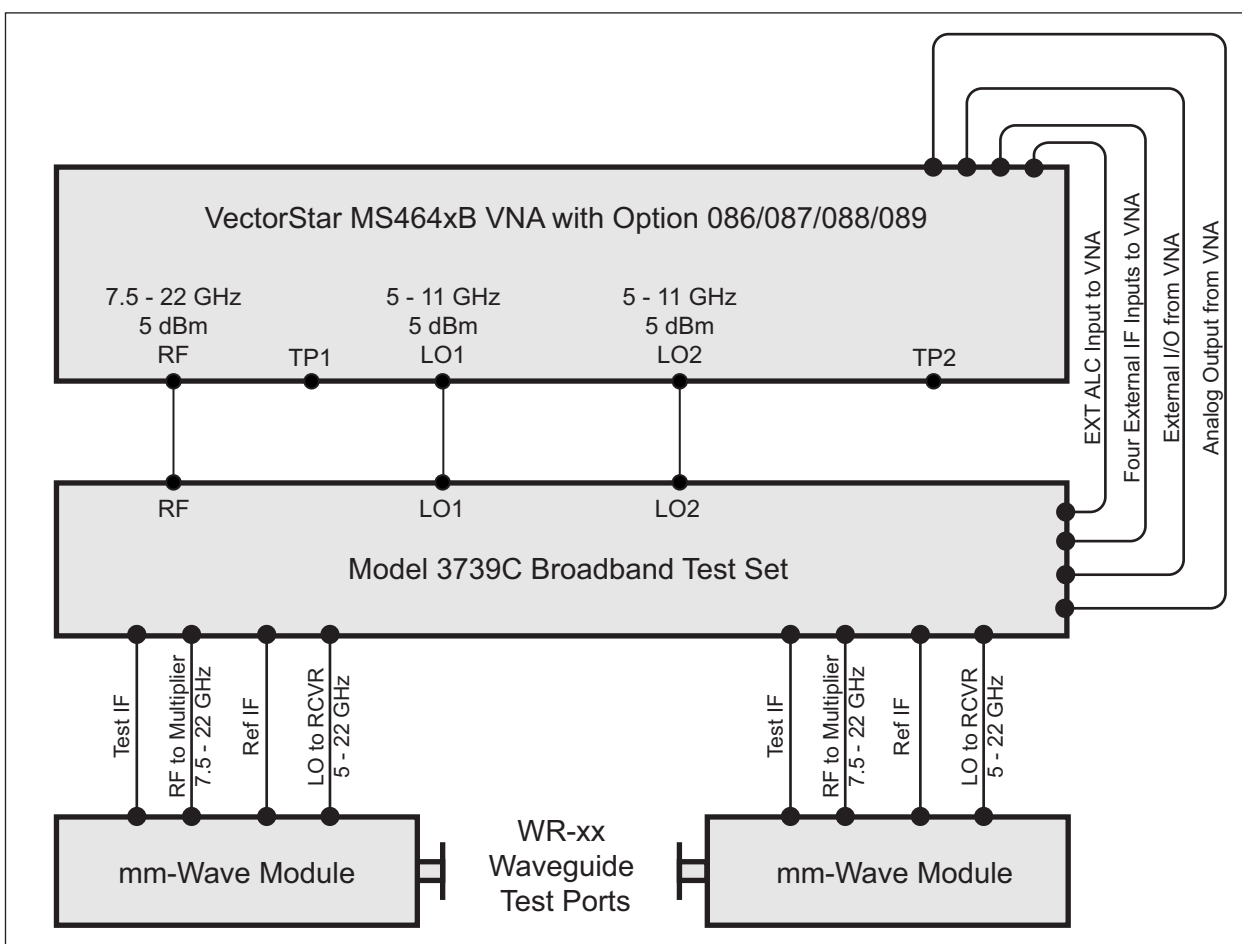 VectorStar MS464xB VNA with Option 086/087/088/089
7.5 - 22 GHz
5 dBm
RF
TP1
5 - 11 GHz
5 dBm
LO1
5 - 11 GHz
5 dBm
LO2
TP2
EXT ALC Input to VNA
Four External IF Inputs to VNA
External I/O from VNA
Analog Output from VNA
RF
LO1
LO2
Model 3739C Broadband Test Set
Test IF
RF to Multiplier
7.5 - 22 GHz
Ref IF
LO to RCVR
5 - 22 GHz
Test IF
RF to Multiplier
7.5 - 22 GHz
Ref IF
LO to RCVR
5 - 22 GHz
mm-Wave Module
WR-xx
Waveguide
Test Ports
mm-Wave Module